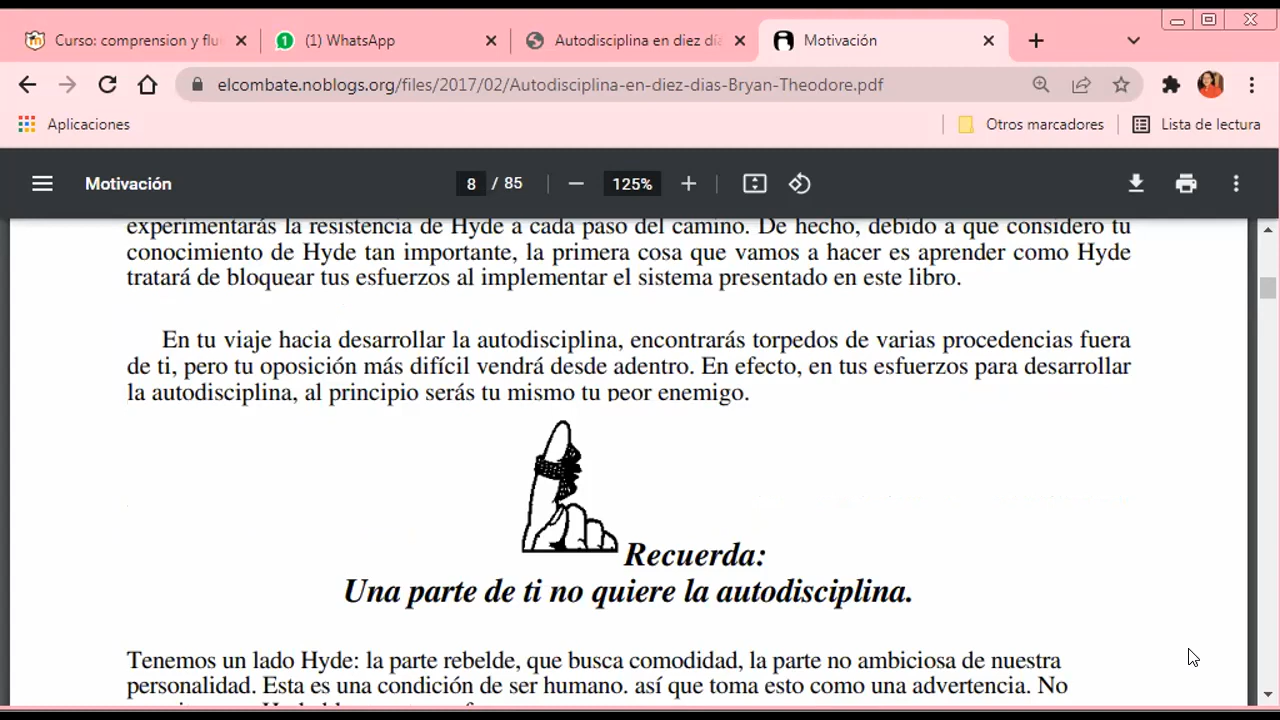 Curso: comprension y flu
(1) WhatsApp
Autodisciplina en diez día
Motivación
elcombate.noblogs.org/files/2017/02/Autodisciplina-en-diez-dias-Bryan-Theodore.pdf
Aplicaciones
Otros marcadores
Lista de lectura
Motivación
8 / 85
125%
experimentarás la resistencia de Hyde a cada paso del camino. De hecho, debido a que considero tu
conocimiento de Hyde tan importante, la primera cosa que vamos a hacer es aprender como Hyde
tratará de bloquear tus esfuerzos al implementar el sistema presentado en este libro.
En tu viaje hacia desarrollar la autodisciplina, encontrarás torpedos de varias procedencias fuera
de ti, pero tu oposición más difícil vendrá desde adentro. En efecto, en tus esfuerzos para desarrollar
la autodisciplina, al principio serás tu mismo tu peor enemigo.
Recuerda:
Una parte de ti no quiere la autodisciplina.
Tenemos un lado Hyde: la parte rebelde, que busca comodidad, la parte no ambiciosa de nuestra
personalidad. Esta es una condición de ser humano. así que toma esto como una advertencia. No